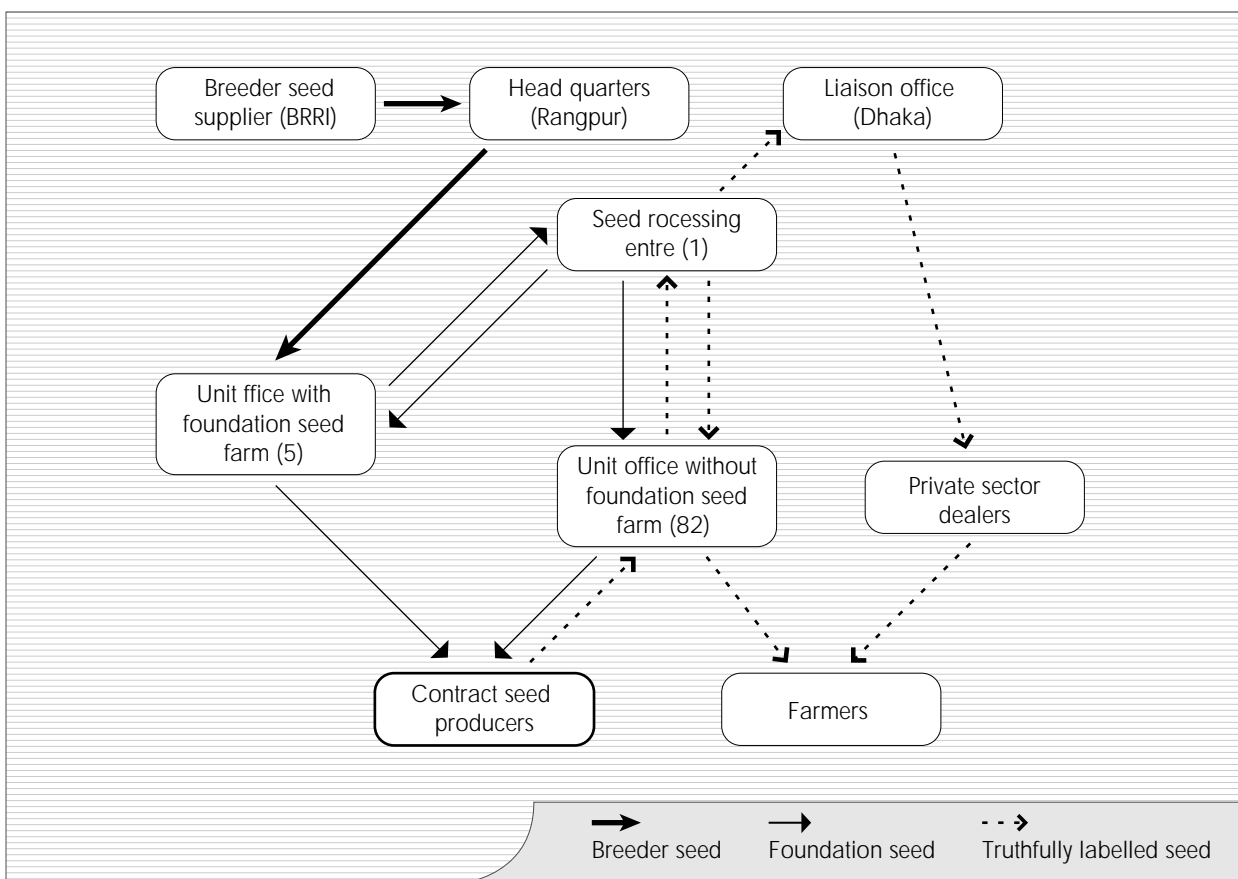 Breeder seed
supplier (BRRI)
Head quarters
(Rangpur)
Liaison office
(Dhaka)
Seed rocessing
entre (1)
Unit ffice with
foundation seed
farm (5)
Unit office without
foundation seed
farm (82)
Private sector
dealers
Contract seed
producers
Farmers
Breeder seed
Foundation seed
Truthfully labelled seed